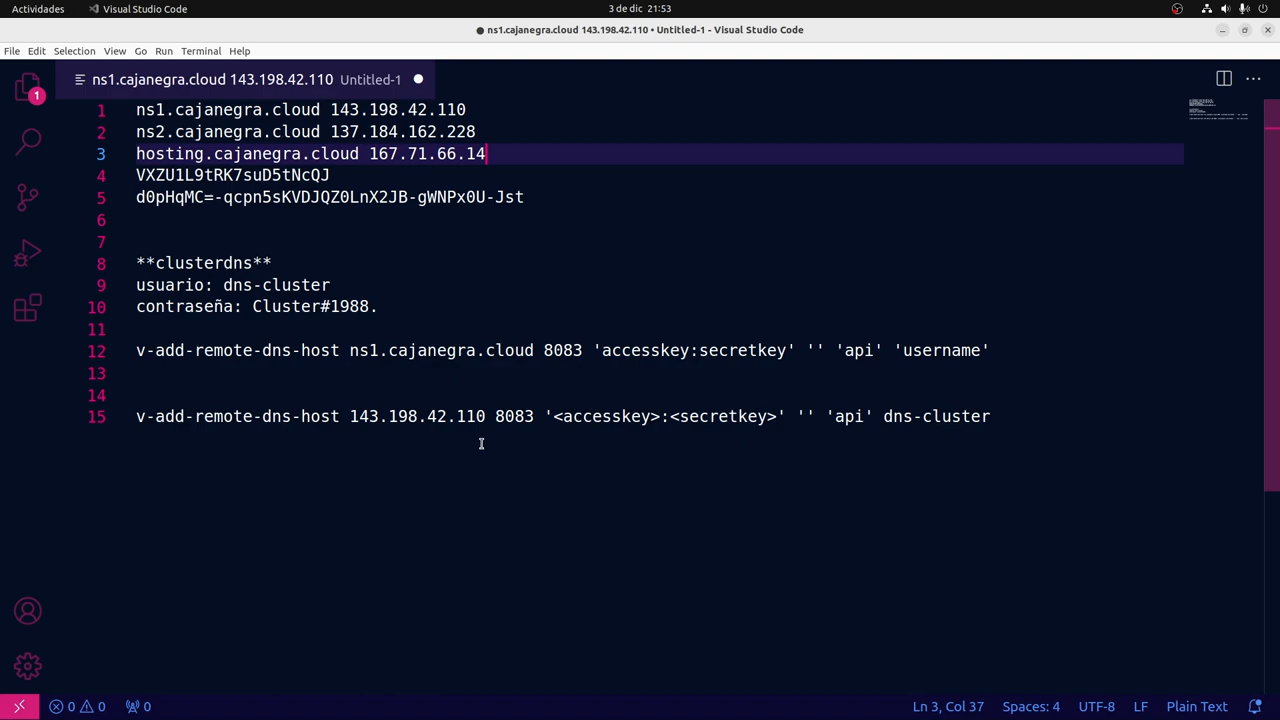 Actividades Visual Studio Code 3 de dic 21:53
● ns1.cajanegra.cloud 143.198.42.110 • Untitled-1 - Visual Studio Code
File Edit Selection View Go Run Terminal Help
ns1.cajanegra.cloud 143.198.42.110 Untitled-1
1
1 ns1.cajanegra.cloud 143.198.42.110
2 ns2.cajanegra.cloud 137.184.162.228
3 hosting.cajanegra.cloud 167.71.66.14
4 VXZU1L9tRK7suD5tNcQJ
5 d0pHqMC=-qcpn5sKVDJQZ0LnX2JB-gWNPx0U-Jst
6
7
8 **clusterdns**
9 usuario: dns-cluster
10 contraseña: Cluster#1988.
11
12 v-add-remote-dns-host ns1.cajanegra.cloud 8083 'accesskey:secretkey' '' 'api' 'username'
13
14
15 v-add-remote-dns-host 143.198.42.110 8083 '<accesskey>:<secretkey>' '' 'api' dns-cluster
0 0 0 Ln 3, Col 37 Spaces: 4 UTF-8 LF Plain Text